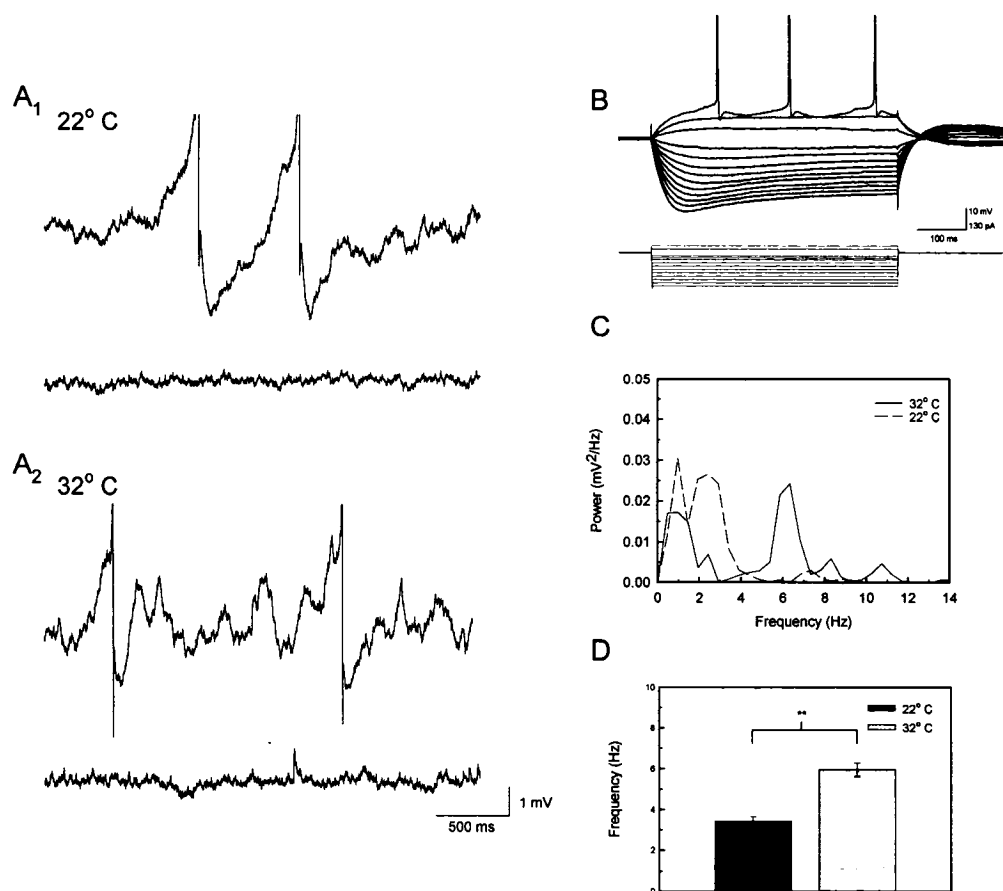 A1 22° C
A2 32° C
1 mV
500 ms
B
10 mV
130 pA
100 ms
C
0.05
0.04
0.03
0.02
0.01
0.00
Power (mV2/Hz)
32° C
22° C
0 2 4 6 8 10 12 14
Frequency (Hz)
D
10
8
6
4
2
0
Frequency (Hz)
**
22° C
32° C